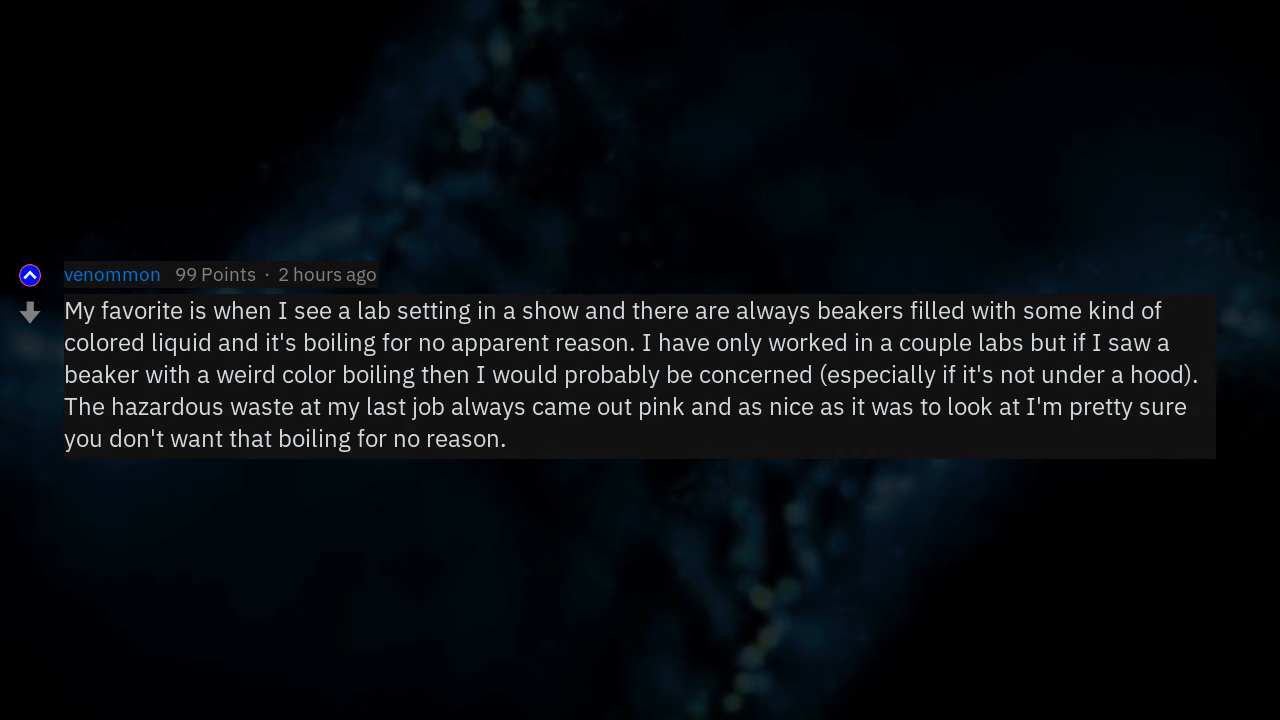 venommon 99 Points · 2 hours ago
My favorite is when I see a lab setting in a show and there are always beakers filled with some kind of
colored liquid and it's boiling for no apparent reason. I have only worked in a couple labs but if I saw a
beaker with a weird color boiling then I would probably be concerned (especially if it's not under a hood).
The hazardous waste at my last job always came out pink and as nice as it was to look at I'm pretty sure
you don't want that boiling for no reason.